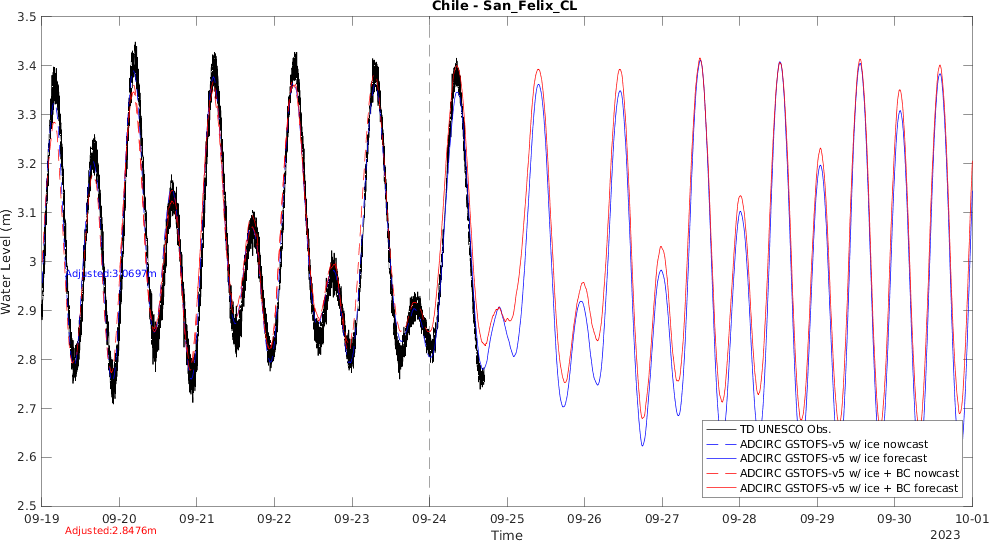 Chile - San_Felix_CL
3.5
3.4
3.3
3.2
3.1
3
2.9
2.8
2.7
2.6
2.5
Water Level (m)
Adjusted:3.0697m
TD UNESCO Obs.
ADCIRC GSTOFS-v5 w/ ice nowcast
ADCIRC GSTOFS-v5 w/ ice forecast
ADCIRC GSTOFS-v5 w/ ice + BC nowcast
ADCIRC GSTOFS-v5 w/ ice + BC forecast
09-19 09-20 09-21 09-22 09-23 09-24 09-25 09-26 09-27 09-28 09-29 09-30 10-01
Adjusted:2.8476m
Time
2023